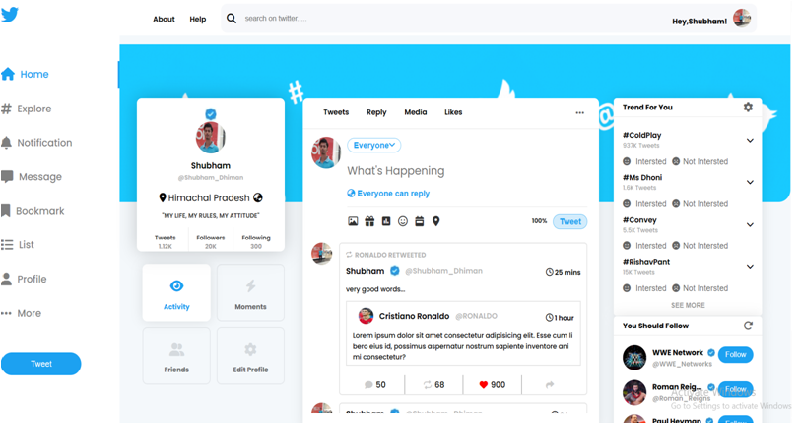 About Help
search on twitter....
Hey,Shubham!
Home
Explore
Notification
Message
Bookmark
List
Profile
More
Tweet
Shubham
@Shubham_Dhiman
Himachal Pracesh
"MY LIFE, MY RULES, MY ATTITUDE"
Tweets Followers Following
1.12K 20K 300
Activity Moments
Friends Edit Profile
Tweets Reply Media Likes
Everyone
What's Happening
Everyone can reply
100% Tweet
RONALDO RETWEETED
Shubham @Shubham_Dhiman 25 mins
very good words...
Cristiano Ronaldo @RONALDO 1 hour
Lorem ipsum dolor sit amet consectetur adipisicing elit. Esse cum li
berc eius id, possimus aspernatur nostrum sapiente inventore ani
mi consectetur?
50 68 900
Shubham @Shubham_Dhiman
Trend For You
#ColdPlay
937K Tweets
Intersted Not Intersted
#Ms Dhoni
1.6k Tweets
Intersted Not Intersted
#Convey
5.5K Tweets
Intersted Not Intersted
#RishavPant
15K Tweets
Intersted Not Intersted
SEE MORE
You Should Follow
WWE Network Follow
@WWE_Networks
Roman Reig... Follow
@Roman_Reigns
Paul Heyman Follow
Activate Windows
Go to Settings to activate Windows